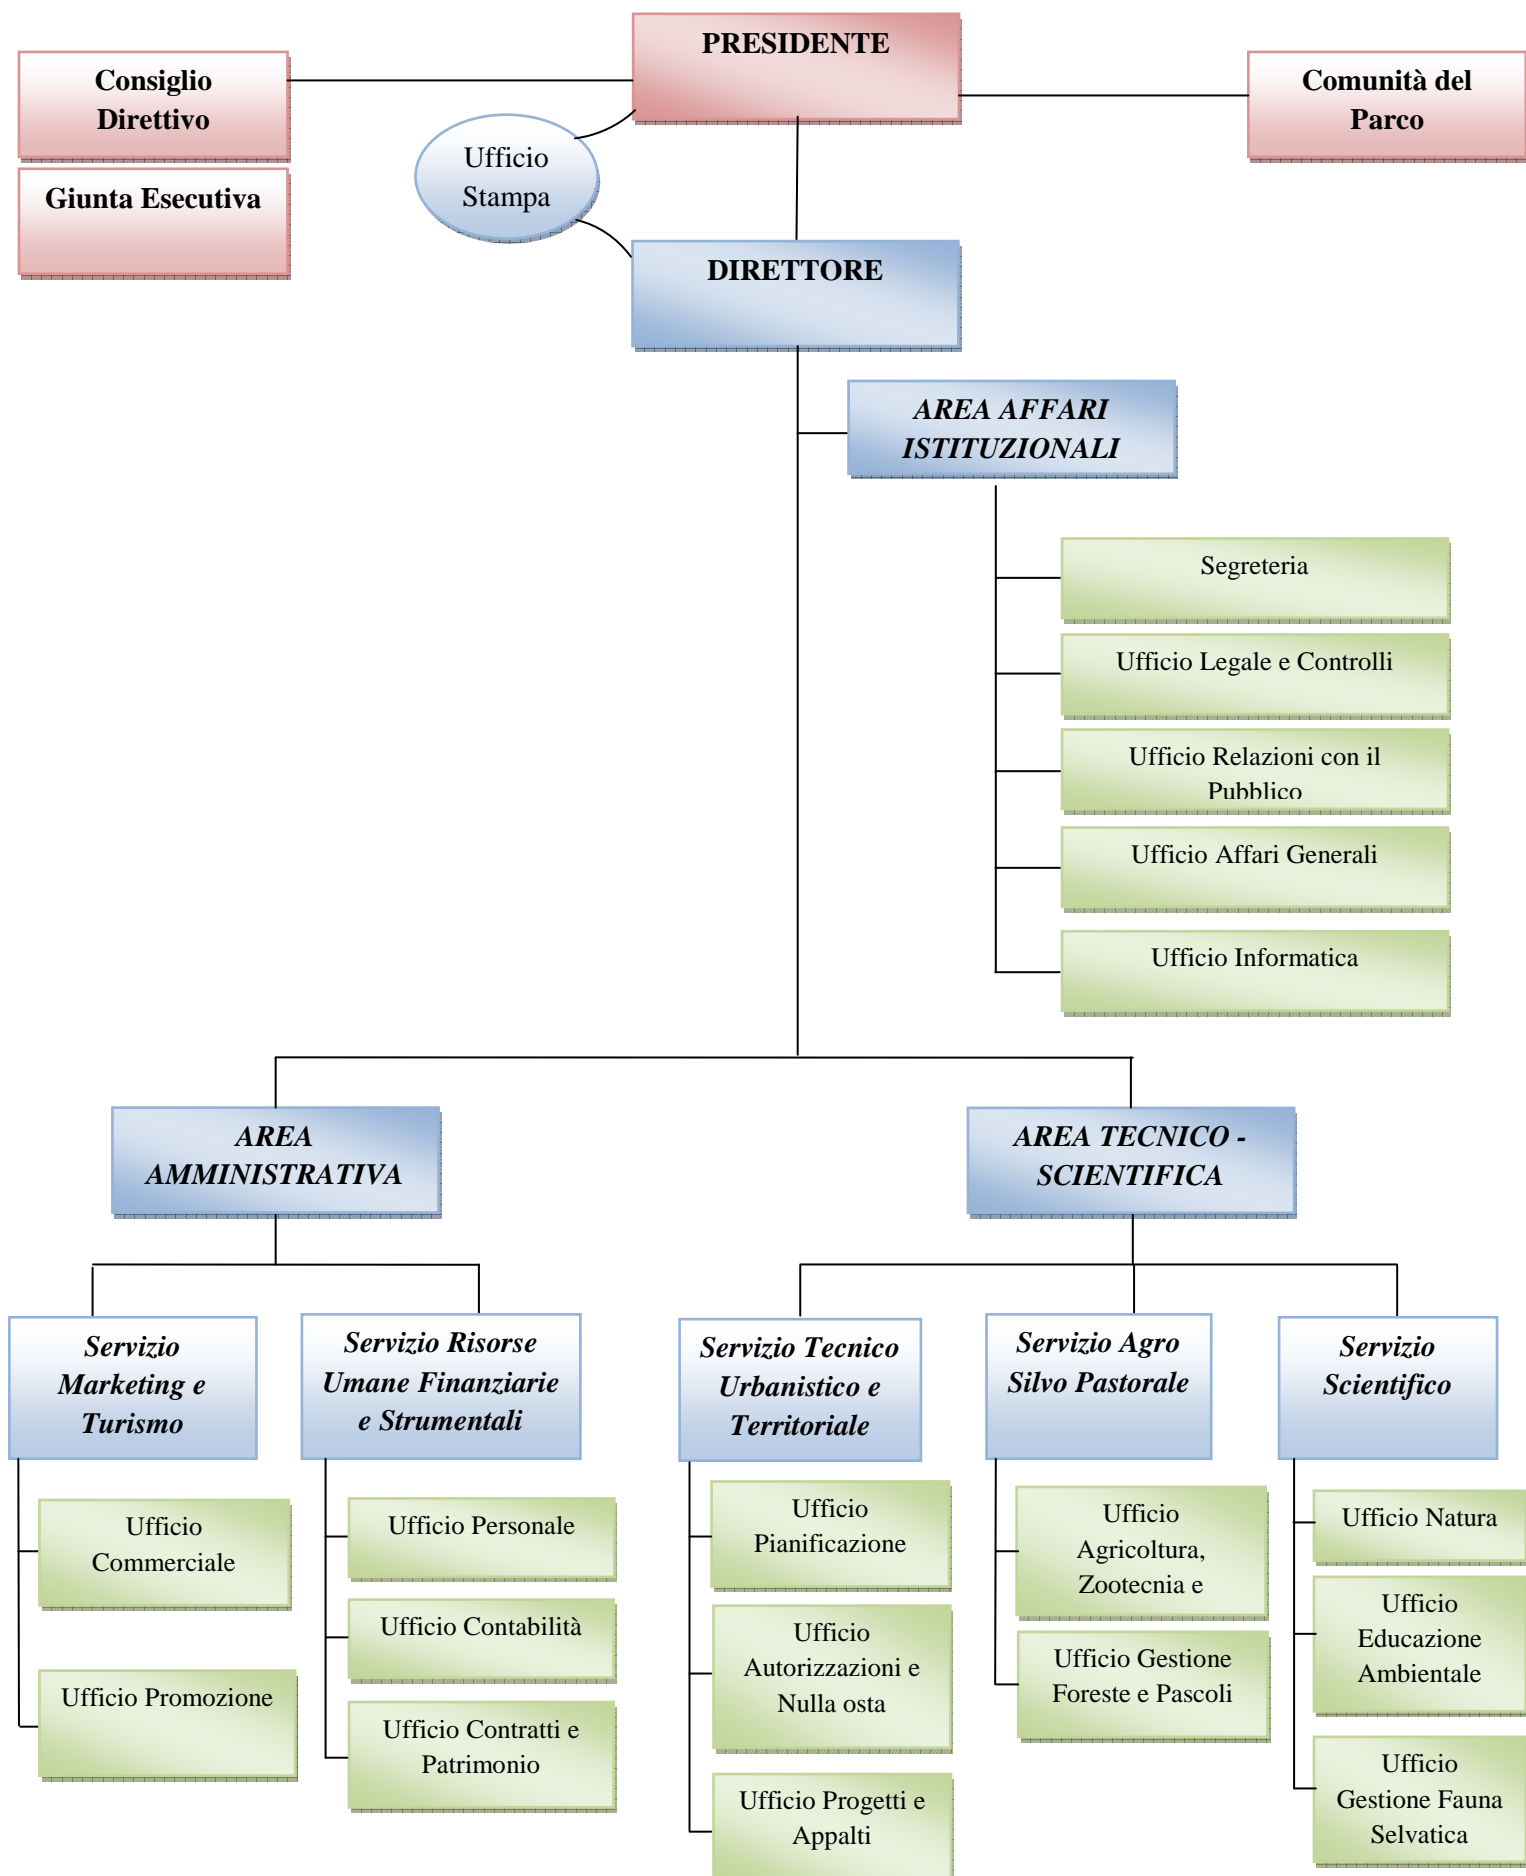 PRESIDENTE
Consiglio
Direttivo
Comunità del
Parco
Giunta Esecutiva
Ufficio
Stampa
DIRETTORE
AREA AFFARI
ISTITUZIONALI
Segreteria
Ufficio Legale e Controlli
Ufficio Relazioni con il
Pubblico
Ufficio Affari Generali
Ufficio Informatica
AREA
AMMINISTRATIVA
AREA TECNICO -
SCIENTIFICA
Servizio
Marketing e
Turismo
Servizio Risorse
Umane Finanziarie
e Strumentali
Servizio Tecnico
Urbanistico e
Territoriale
Servizio Agro
Silvo Pastorale
Servizio
Scientifico
Ufficio
Commerciale
Ufficio Promozione
Ufficio Personale
Ufficio Contabilità
Ufficio Contratti e
Patrimonio
Ufficio
Pianificazione
Ufficio
Autorizzazioni e
Nulla osta
Ufficio Progetti e
Appalti
Ufficio
Agricoltura,
Zootecnia e
Ufficio Gestione
Foreste e Pascoli
Ufficio Natura
Ufficio
Educazione
Ambientale
Ufficio
Gestione Fauna
Selvatica